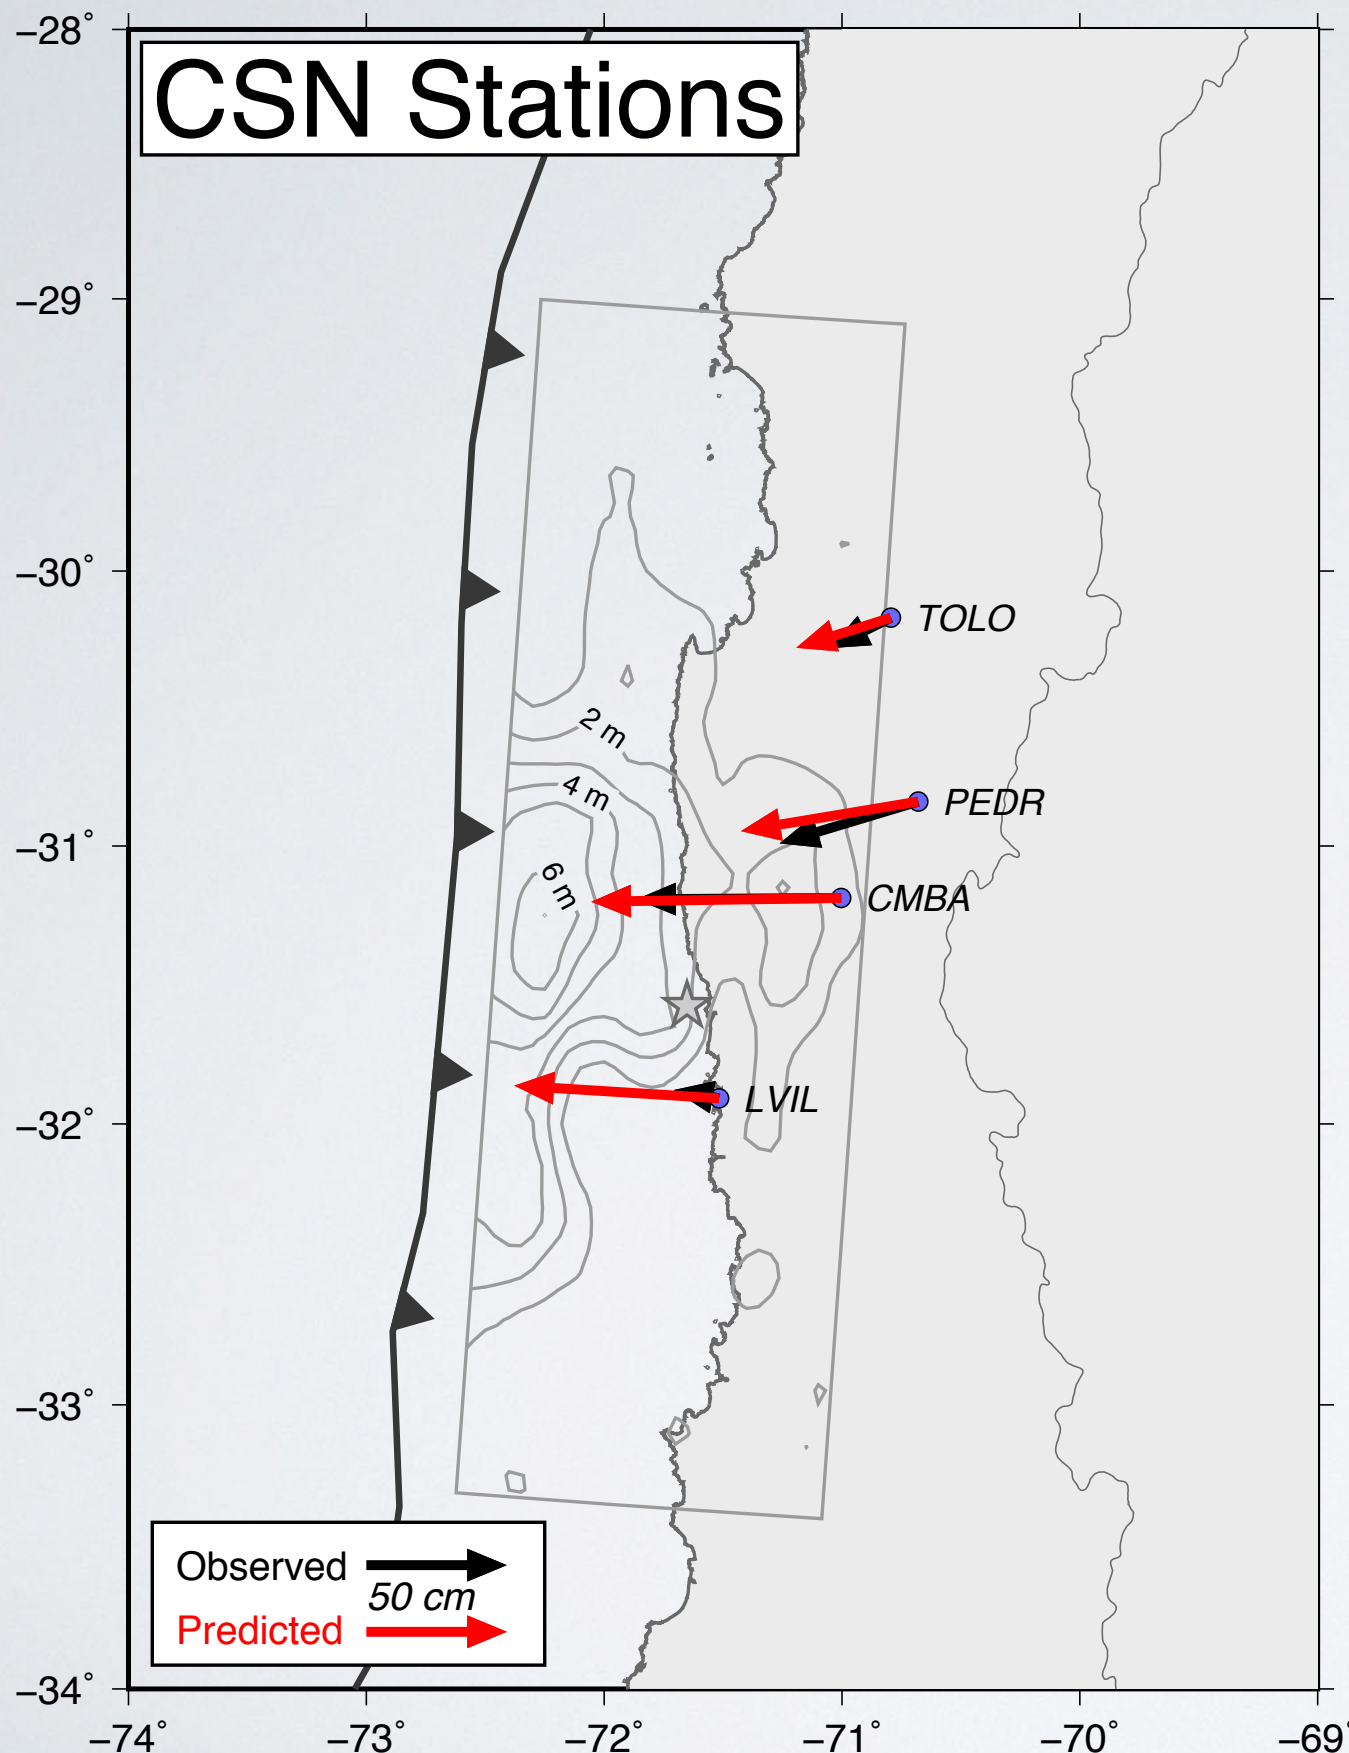 −28°
CSN Stations
−29°
−30°
TOLO
2 m
4 m
PEDR
−31°
6 m
CMBA
LVIL
−32°
−33°
Observed
50 cm
Predicted
−34°
−74° −73° −72° −71° −70° −69°